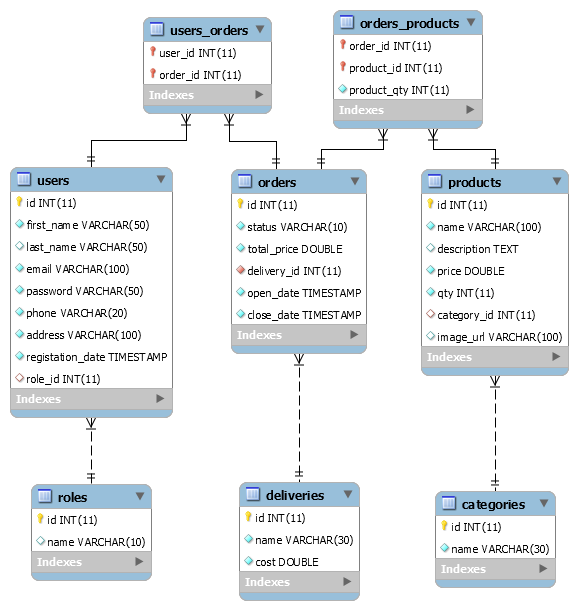 users_orders
user_id INT(11)
order_id INT(11)
Indexes
orders_products
order_id INT(11)
product_id INT(11)
product_qty INT(11)
Indexes
users
id INT(11)
first_name VARCHAR(50)
last_name VARCHAR(50)
email VARCHAR(100)
password VARCHAR(50)
phone VARCHAR(20)
address VARCHAR(100)
registation_date TIMESTAMP
role_id INT(11)
Indexes
orders
id INT(11)
status VARCHAR(10)
total_price DOUBLE
delivery_id INT(11)
open_date TIMESTAMP
close_date TIMESTAMP
Indexes
products
id INT(11)
name VARCHAR(100)
description TEXT
price DOUBLE
qty INT(11)
category_id INT(11)
image_url VARCHAR(100)
Indexes
roles
id INT(11)
name VARCHAR(10)
Indexes
deliveries
id INT(11)
name VARCHAR(30)
cost DOUBLE
Indexes
categories
id INT(11)
name VARCHAR(30)
Indexes